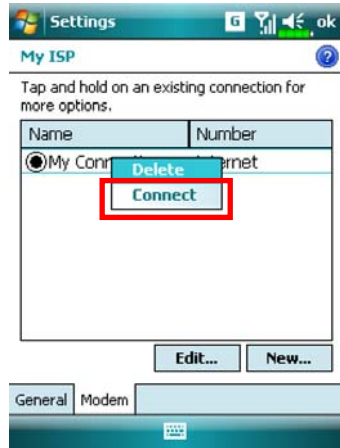 Settings G ok
My ISP ?
Tap and hold on an existing connection for
more options.
Name Number
My Conn ernet
Delete
Connect
Edit... New...
General Modem